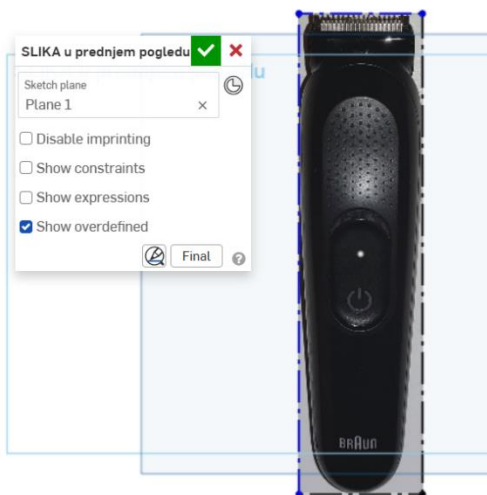 SLIKA u prednjem pogledu
Sketch plane
Plane 1
Disable imprinting
Show constraints
Show expressions
Show overdefined
Final
BRAUN